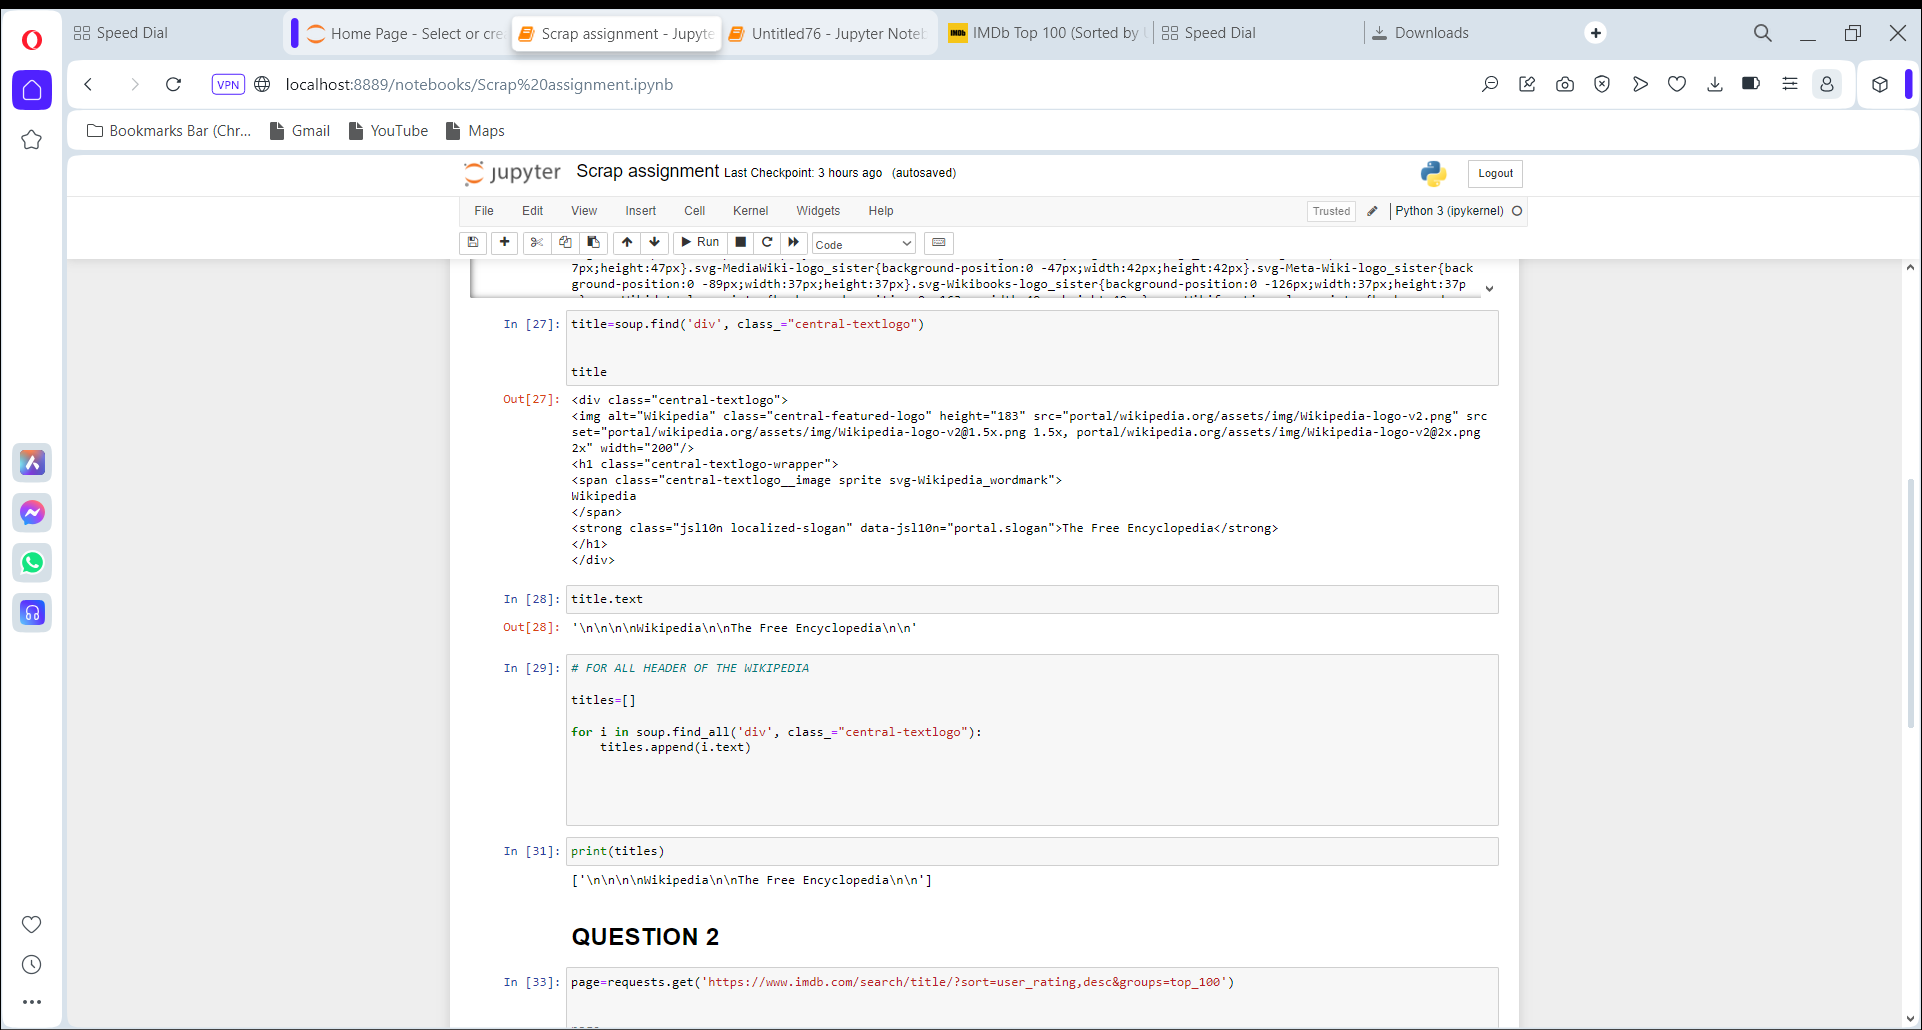 Speed Dial
Home Page - Select or cre
Scrap assignment - Jupyte
Untitled76 - Jupyter Noteb
IMDb
IMDb Top 100 (Sorted by
Speed Dial
Downloads
VPN
localhost:8889/notebooks/Scrap%20assignment.ipynb
Bookmarks Bar (Chr...
Gmail
YouTube
Maps
jupyter
Scrap assignment Last Checkpoint: 3 hours ago (autosaved)
Logout
File Edit View Insert Cell Kernel Widgets Help
Trusted
Python 3 (ipykernel)
Run
Code
7px;height:47px}.svg-MediaWiki-logo_sister{background-position:0 -47px;width:42px;height:42px}.svg-Meta-Wiki-logo_sister{back
ground-position:0 -89px;width:37px;height:37px}.svg-Wikibooks-logo_sister{background-position:0 -126px;width:37px;height:37p
In [27]: title=soup.find('div', class_="central-textlogo")
title
Out[27]: <div class="central-textlogo">
<img alt="Wikipedia" class="central-featured-logo" height="183" src="portal/wikipedia.org/assets/img/Wikipedia-logo-v2.png" src
set="portal/wikipedia.org/assets/img/Wikipedia-logo-v2@1.5x.png 1.5x, portal/wikipedia.org/assets/img/Wikipedia-logo-v2@2x.png
2x" width="200"/>
<h1 class="central-textlogo-wrapper">
<span class="central-textlogo__image sprite svg-Wikipedia_wordmark">
Wikipedia
</span>
<strong class="jsl10n localized-slogan" data-jsl10n="portal.slogan">The Free Encyclopedia</strong>
</h1>
</div>
In [28]: title.text
Out[28]: '\n\n\n\nWikipedia\n\nThe Free Encyclopedia\n\n'
In [29]: # FOR ALL HEADER OF THE WIKIPEDIA
titles=[]
for i in soup.find_all('div', class_="central-textlogo"):
    titles.append(i.text)
In [31]: print(titles)
['\n\n\n\nWikipedia\n\nThe Free Encyclopedia\n\n']
QUESTION 2
In [33]: page=requests.get('https://www.imdb.com/search/title/?sort=user_rating,desc&groups=top_100')